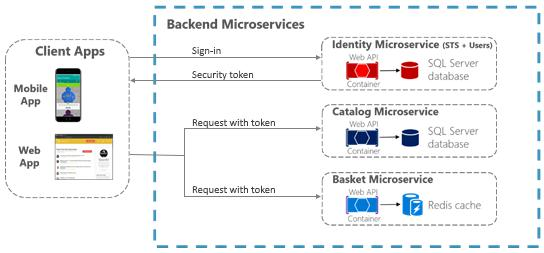 Backend Microservices
Client Apps
Mobile
App
Web
App
Sign-in
Security token
Request with token
Request with token
Identity Microservice (STS + Users)
Web API
Container
SQL Server
database
Catalog Microservice
Web API
Container
SQL Server
database
Basket Microservice
Web API
Container
Redis cache